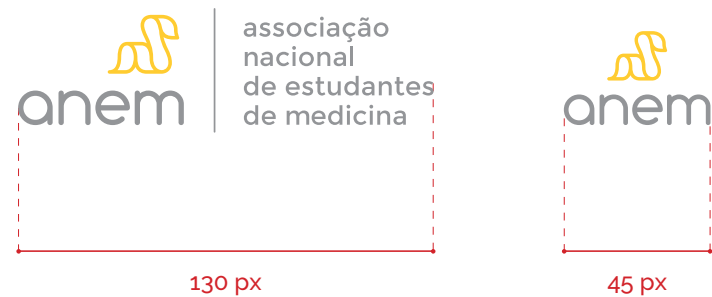 anem
associação
nacional
de estudantes
de medicina
130 px
anem
45 px